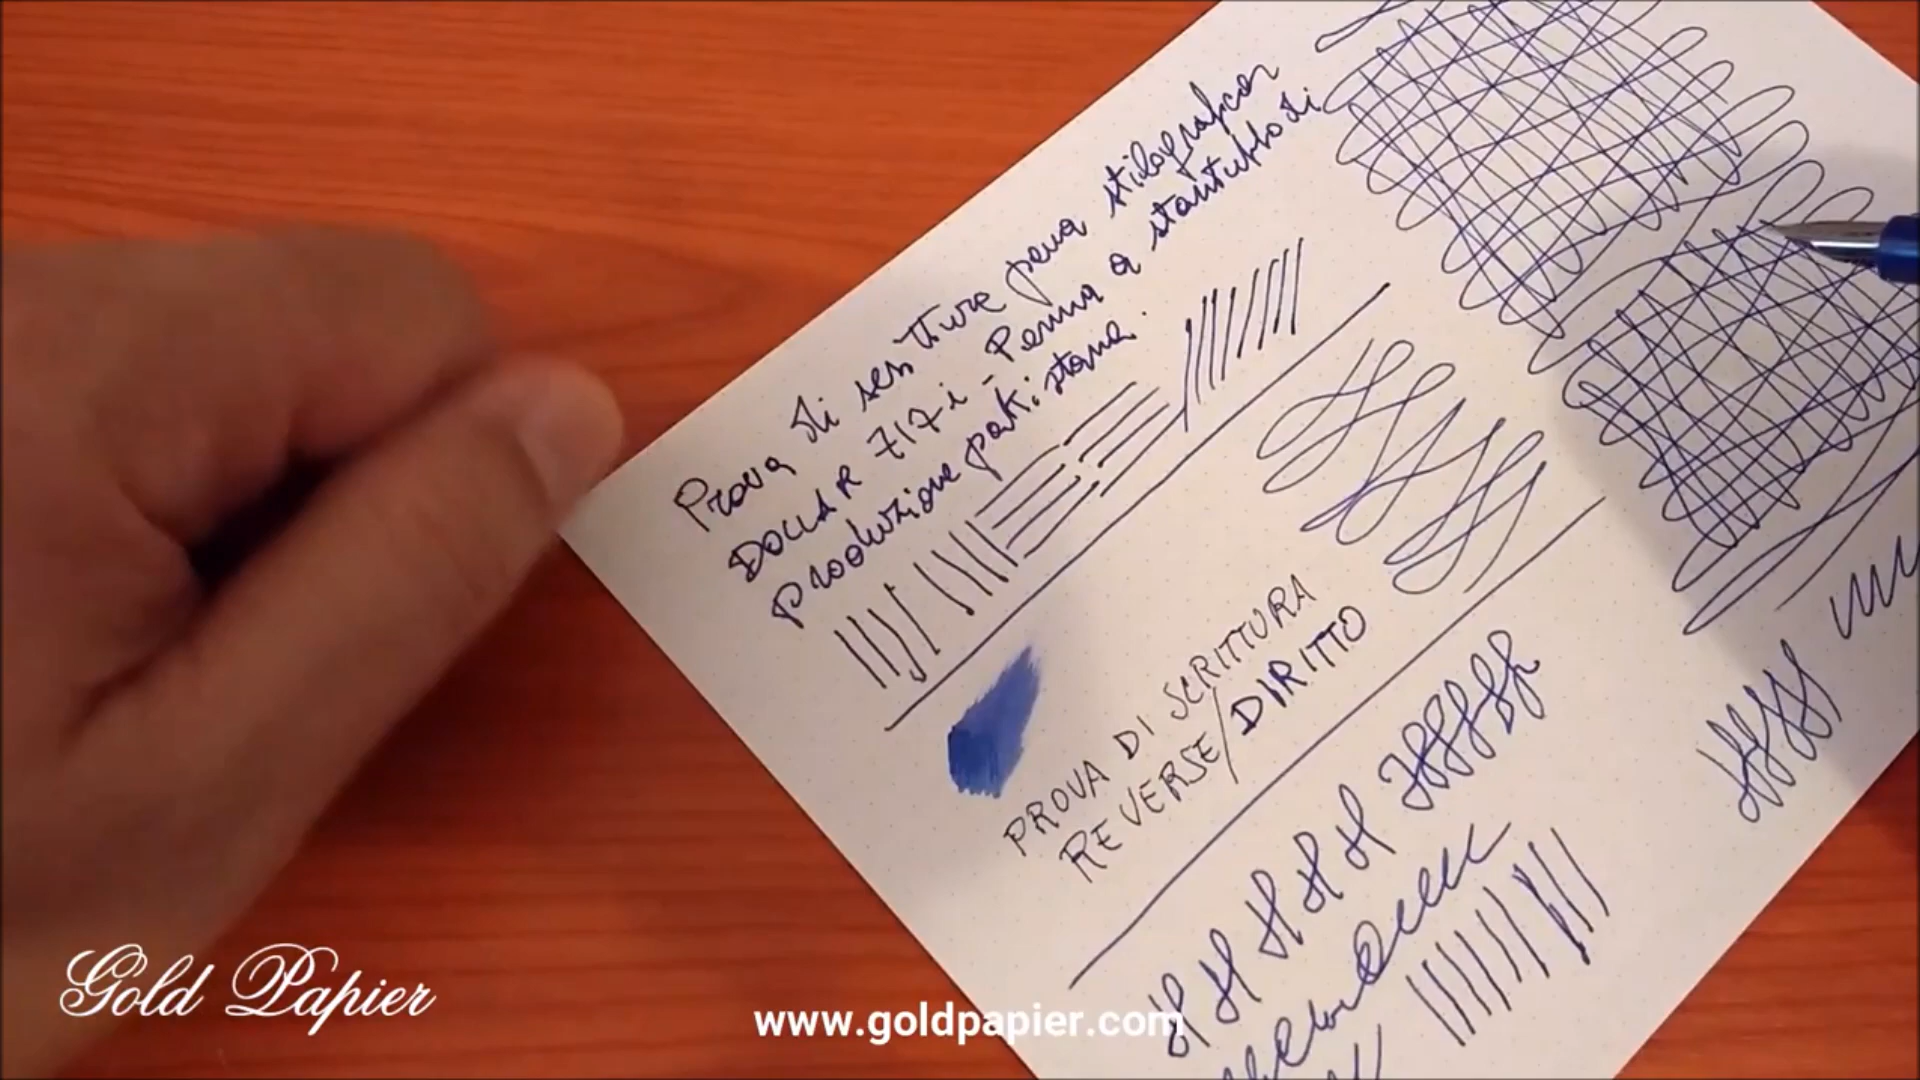 Prova di scrittura penna stilografica
DOLLAR 717i - Penna a stantuffo di
produzione pakistana.
PROVA DI SCRITTURA
REVERSE/DIRITTO
Gold Papier
www.goldpapier.com